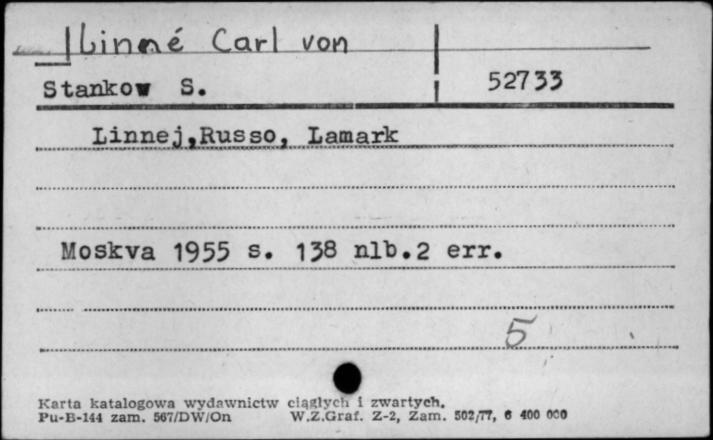 Linné Carl von
Stankow S. 52733
Linnej,Russo, Lamark
Moskva 1955 s. 138 nlb.2 err.
5
Karta katalogowa wydawnictw ciągłych i zwartych.
Pu-B-144 zam. 567/DW/On W.Z.Graf. Z-2, Zam. 502/77, 6 400 000